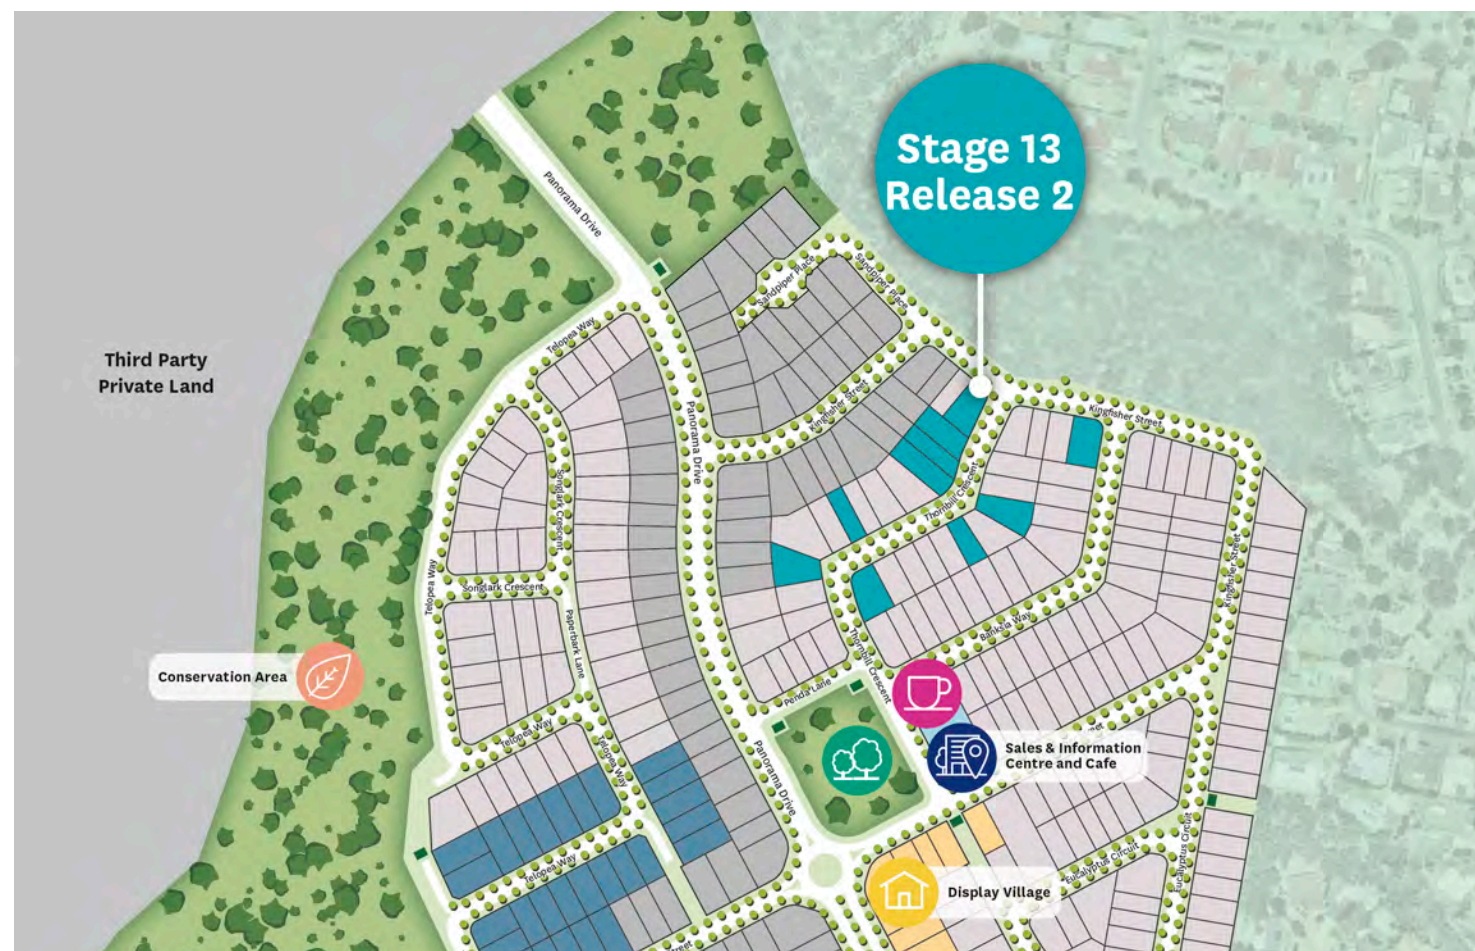 Stage 13
Release 2
Panorama Drive
Sandpiper Place
Sandpiper Place
Telopea Way
Third Party
Private Land
Kingfisher Street
Panorama Drive
Kingfisher Street
Songlark Crescent
Thornbill Crescent
Kingfisher Street
Telopea Way
Songlark Crescent
Paperbark Lane
Banksia Way
Thornbill Crescent
Conservation Area
Penda Lane
Telopea Way
Telopea Way
Panorama Drive
Sales & Information
Centre and Cafe
Telopea Way
Eucalyptus Circuit
Eucalyptus Circuit
Display Village